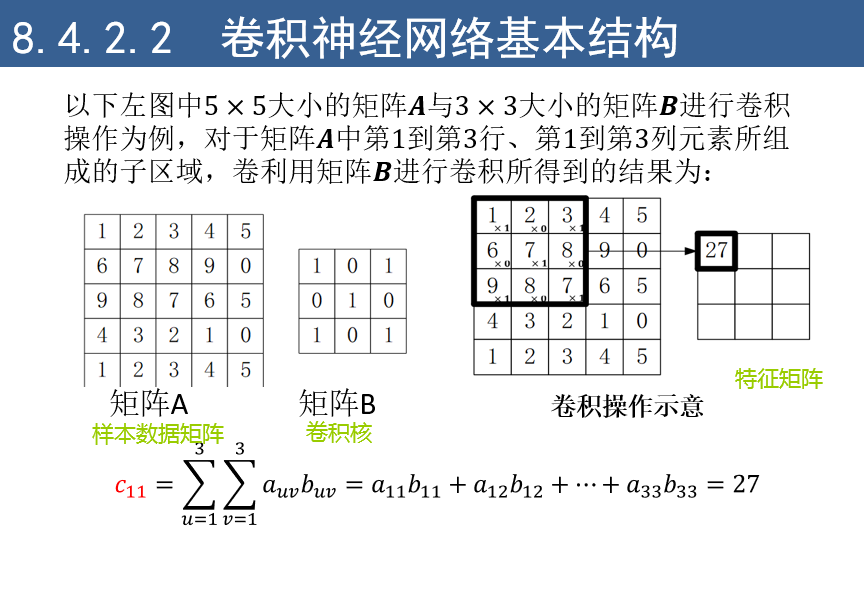 8.4.2.2 卷积神经网络基本结构
以下左图中5 × 5大小的矩阵A与3 × 3大小的矩阵B进行卷积
操作为例，对于矩阵A中第1到第3行、第1到第3列元素所组
成的子区域，卷利用矩阵B进行卷积所得到的结果为：
1 2 3 4 5
6 7 8 9 0
9 8 7 6 5
4 3 2 1 0
1 2 3 4 5
矩阵A
样本数据矩阵
1 0 1
0 1 0
1 0 1
矩阵B
卷积核
1×1 2×0 3×1 4 5
6×0 7×1 8×0 9 0
9×1 8×0 7×1 6 5
4 3 2 1 0
1 2 3 4 5
27
特征矩阵
卷积操作示意
c₁₁ = ∑_{u=1}^{3} ∑_{v=1}^{3} a_{uv}b_{uv} = a₁₁b₁₁ + a₁₂b₁₂ + ⋯ + a₃₃b₃₃ = 27